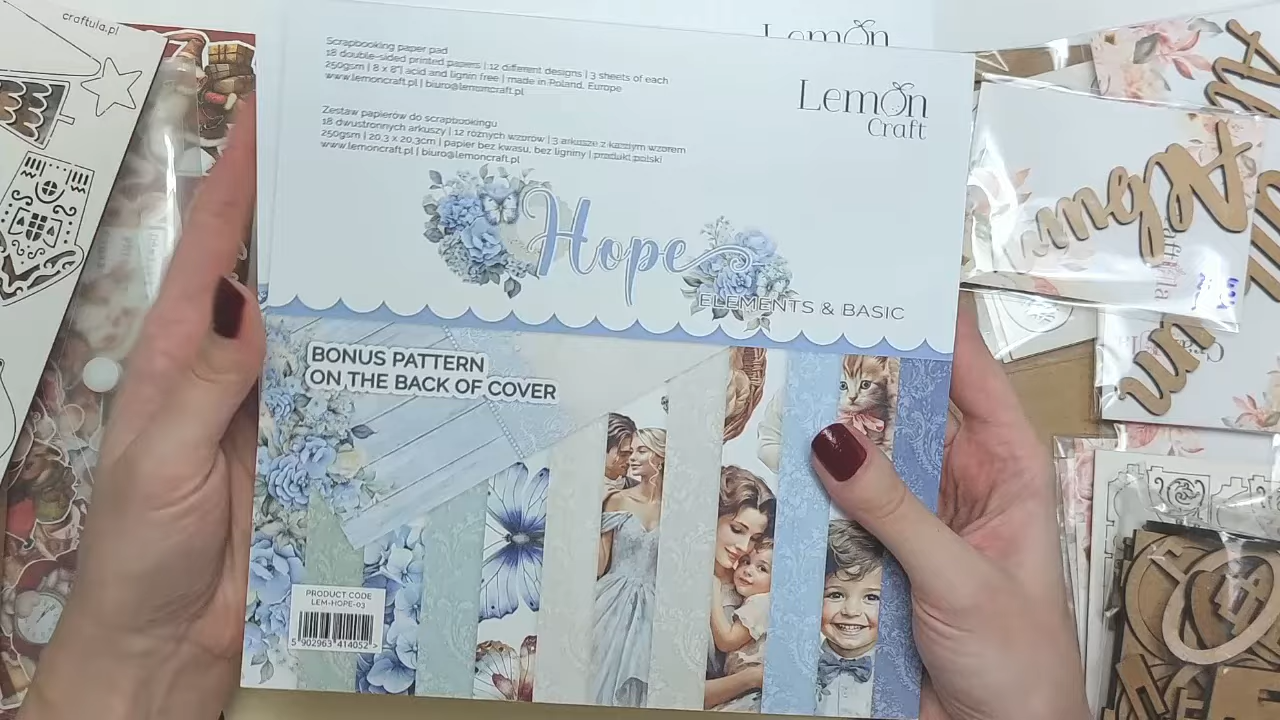 craftula.pl
Lemon
Scrapbooking paper pad
18 double-sided printed papers | 12 different designs | 3 sheets of each
250gsm | 8 x 8"| acid and lignin free | made in Poland, Europe
www.lemoncraft.pl | biuro@lemoncraft.pl
Zestaw papierów do scrapbookingu
18 dwustronnych arkuszy | 12 różnych wzorów | 3 arkusze z każdym wzorem
250gsm | 20,3 x 20,3cm | papier bez kwasu, bez ligniny | produkt polski
www.lemoncraft.pl | biuro@lemoncraft.pl
Lemon
Craft
Hope
ELEMENTS & BASIC
BONUS PATTERN
ON THE BACK OF COVER
PRODUCT CODE
LEM-HOPE-03
5 902963 414052 >